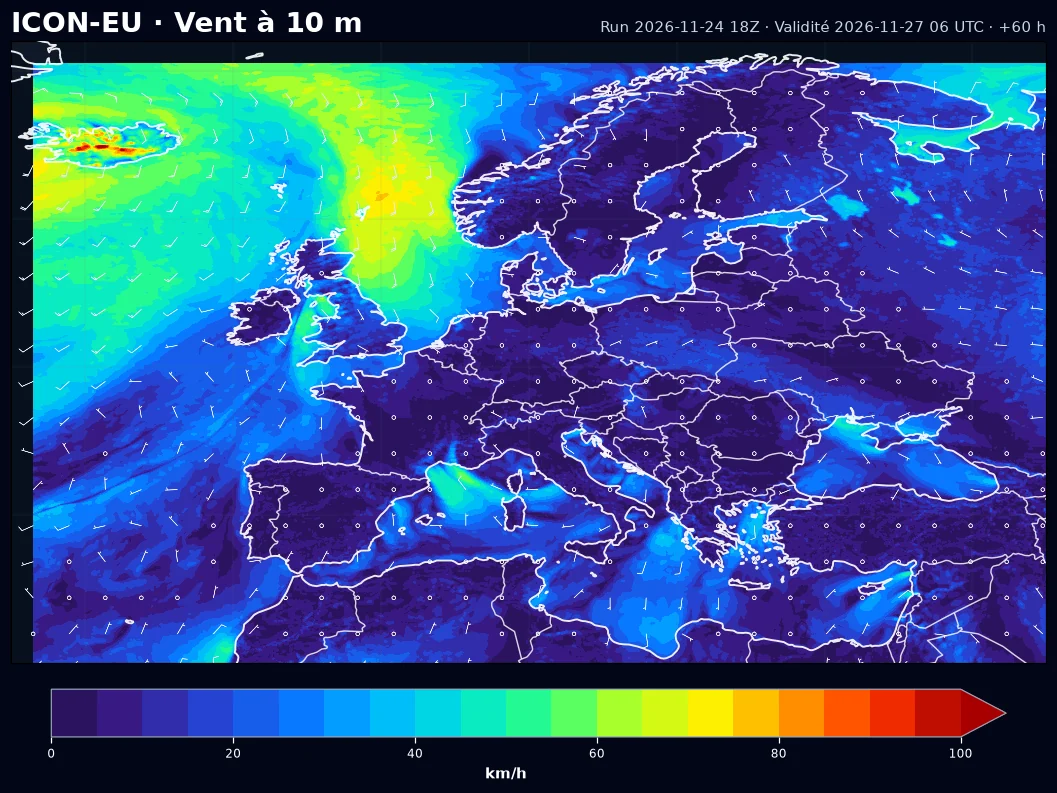 ICON-EU · Vent à 10 m
Run 2026-11-24 18Z · Validité 2026-11-27 06 UTC · +60 h
0 20 40 60 80 100
km/h